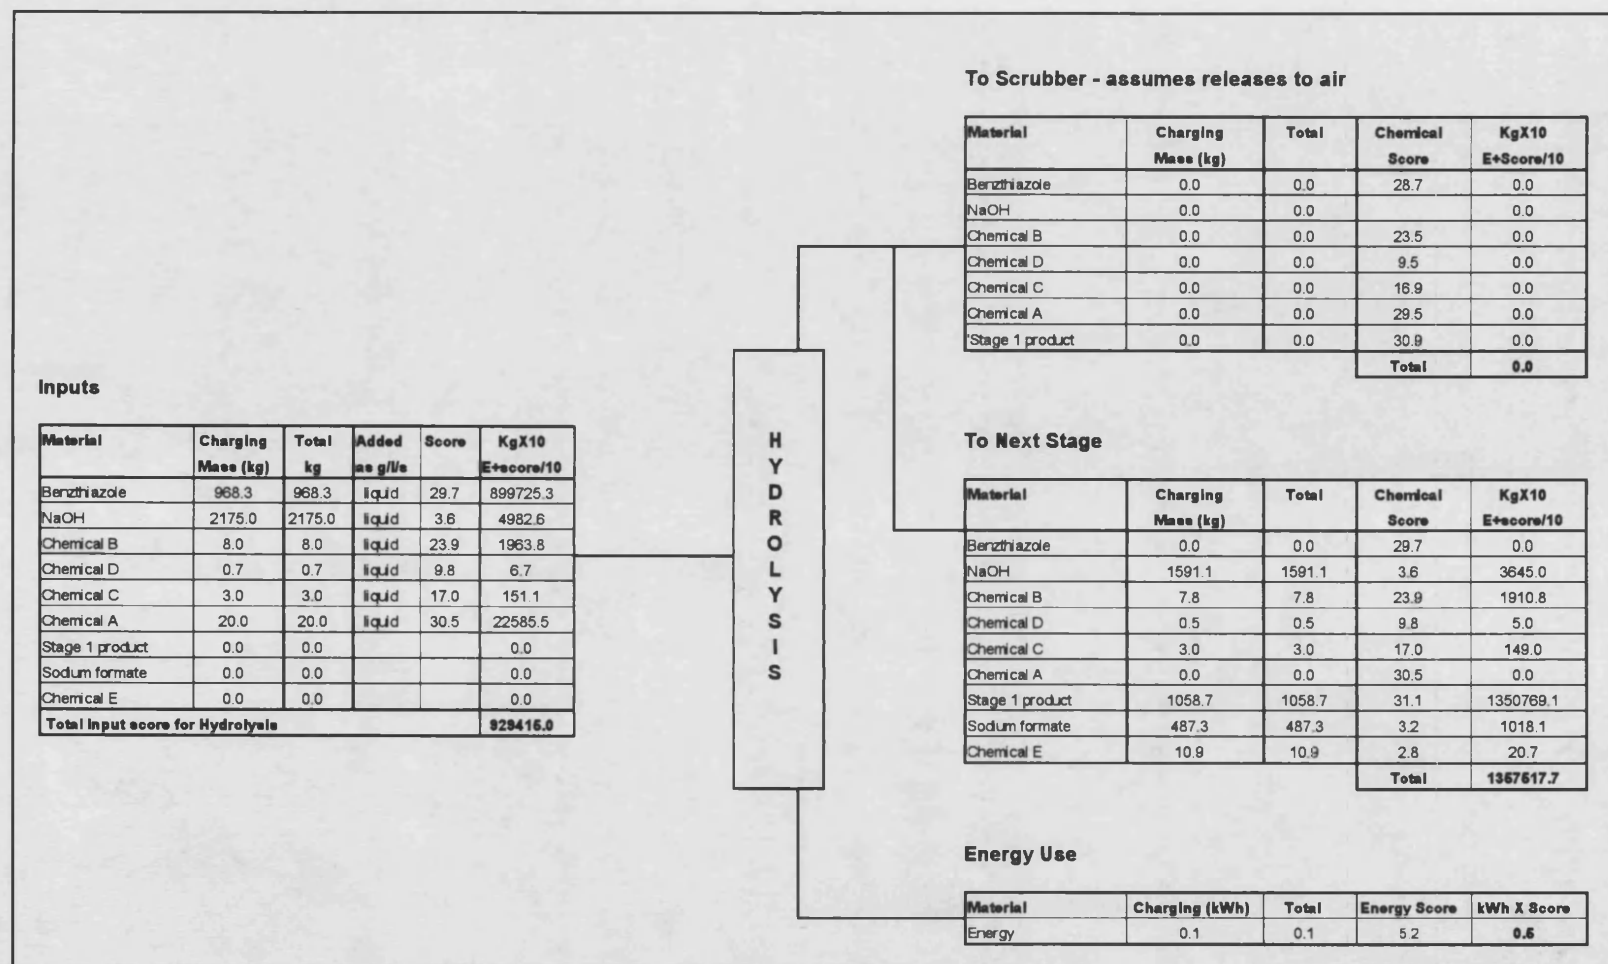 To Scrubber - assumes releases to air
Material Charging Total Chemical KgX10
Mass (kg) Score E+Score/10
Benzthiazole 0.0 0.0 28.7 0.0
NaOH 0.0 0.0 0.0
Chemical B 0.0 0.0 23.5 0.0
Chemical D 0.0 0.0 9.5 0.0
Chemical C 0.0 0.0 16.9 0.0
Chemical A 0.0 0.0 29.5 0.0
'Stage 1 product 0.0 0.0 30.9 0.0
Total 0.0
Inputs
Material Charging Total Added Score KgX10
Mass (kg) kg as g/l/s E+score/10
Benzthiazole 968.3 968.3 liquid 29.7 899725.3
NaOH 2175.0 2175.0 liquid 3.6 4982.6
Chemical B 8.0 8.0 liquid 23.9 1963.8
Chemical D 0.7 0.7 liquid 9.8 6.7
Chemical C 3.0 3.0 liquid 17.0 151.1
Chemical A 20.0 20.0 liquid 30.5 22585.5
Stage 1 product 0.0 0.0 0.0
Sodium formate 0.0 0.0 0.0
Chemical E 0.0 0.0 0.0
Total Input score for Hydrolysis 929415.0
HYDROLYSIS
To Next Stage
Material Charging Total Chemical KgX10
Mass (kg) Score E+score/10
Benzthiazole 0.0 0.0 29.7 0.0
NaOH 1591.1 1591.1 3.6 3645.0
Chemical B 7.8 7.8 23.9 1910.8
Chemical D 0.5 0.5 9.8 5.0
Chemical C 3.0 3.0 17.0 149.0
Chemical A 0.0 0.0 30.5 0.0
Stage 1 product 1058.7 1058.7 31.1 1350769.1
Sodium formate 487.3 487.3 3.2 1018.1
Chemical E 10.9 10.9 2.8 20.7
Total 1357517.7
Energy Use
Material Charging (kWh) Total Energy Score kWh X Score
Energy 0.1 0.1 5.2 0.5